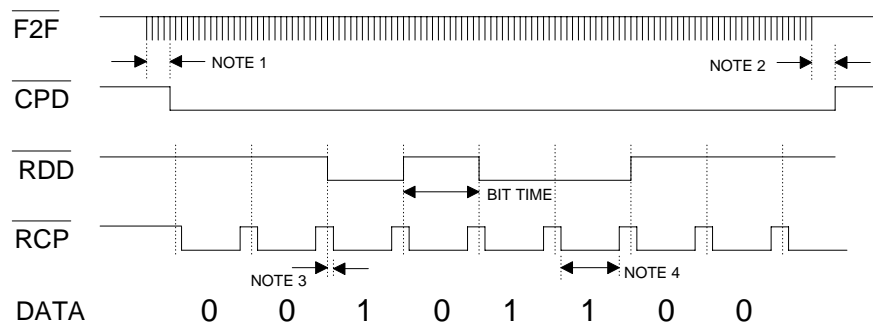 F2F
NOTE 1
NOTE 2
CPD
RDD
BIT TIME
RCP
NOTE 3
NOTE 4
DATA 0 0 1 0 1 1 0 0